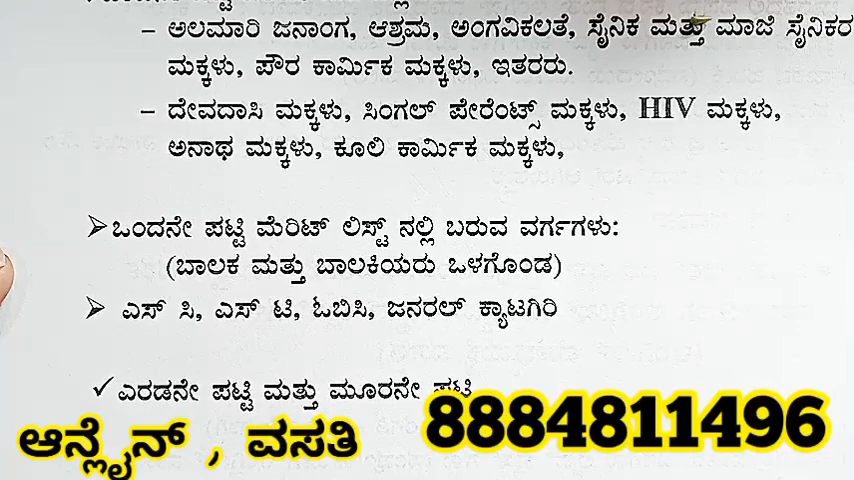 – ಅಲಮಾರಿ ಜನಾಂಗ, ಆಶ್ರಮ, ಅಂಗವಿಕಲತೆ, ಸೈನಿಕ ಮತ್ತು ಮಾಜಿ ಸೈನಿಕರ
ಮಕ್ಕಳು, ಪೌರ ಕಾರ್ಮಿಕ ಮಕ್ಕಳು, ಇತರರು.
– ದೇವದಾಸಿ ಮಕ್ಕಳು, ಸಿಂಗಲ್ ಪೇರೆಂಟ್ಸ್ ಮಕ್ಕಳು, HIV ಮಕ್ಕಳು,
ಅನಾಥ ಮಕ್ಕಳು, ಕೂಲಿ ಕಾರ್ಮಿಕ ಮಕ್ಕಳು,
➢ ಒಂದನೇ ಪಟ್ಟಿ ಮೆರಿಟ್ ಲಿಸ್ಟ್ ನಲ್ಲಿ ಬರುವ ವರ್ಗಗಳು:
(ಬಾಲಕ ಮತ್ತು ಬಾಲಕಿಯರು ಒಳಗೊಂಡ)
➢ ಎಸ್ ಸಿ, ಎಸ್ ಟಿ, ಓಬಿಸಿ, ಜನರಲ್ ಕ್ಯಾಟಗಿರಿ
✓ ಎರಡನೇ ಪಟ್ಟಿ ಮತ್ತು ಮೂರನೇ ಪಟ್ಟಿ
ಆನ್ಲೈನ್ , ವಸತಿ 8884811496